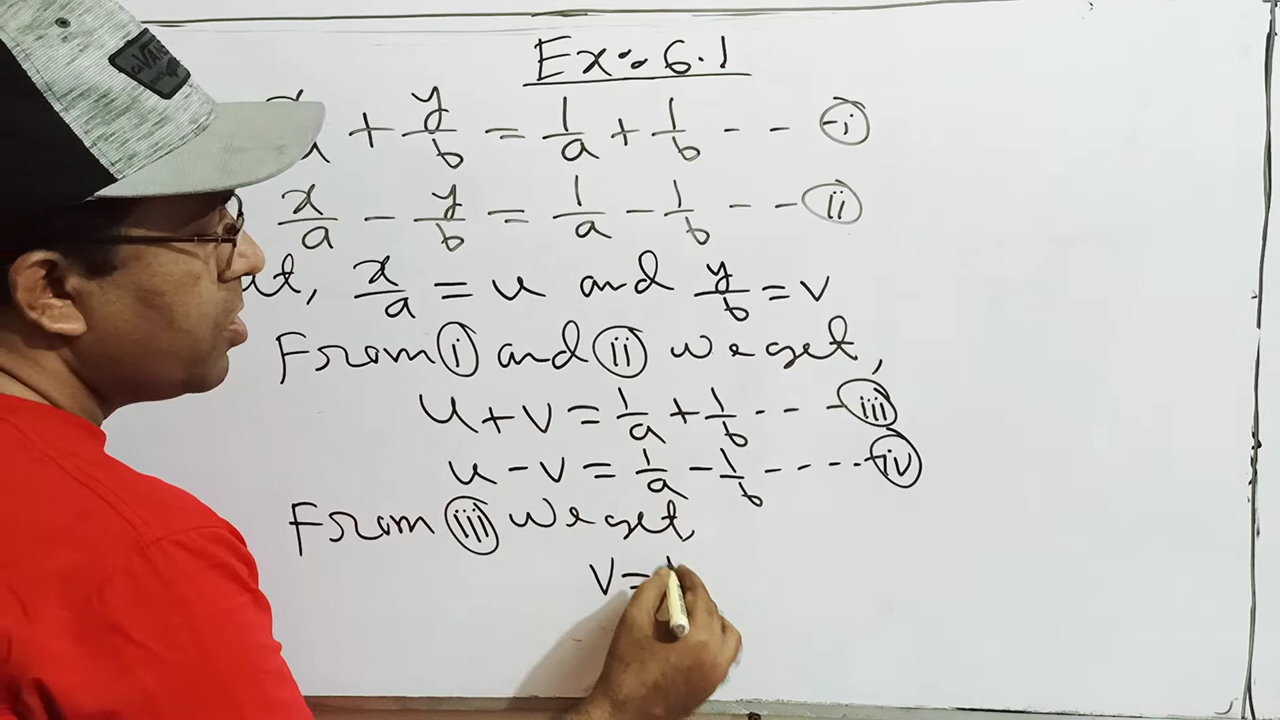 Ex:- 6.1
+ y/b = 1/a + 1/b - - (i)
x/a - y/b = 1/a - 1/b - - (ii)
x/a = u and y/b = v
From (i) and (ii) we get,
u + v = 1/a + 1/b - - - (iii)
u - v = 1/a - 1/b - - - - - (iv)
From (iii) we get,
v =
VANS